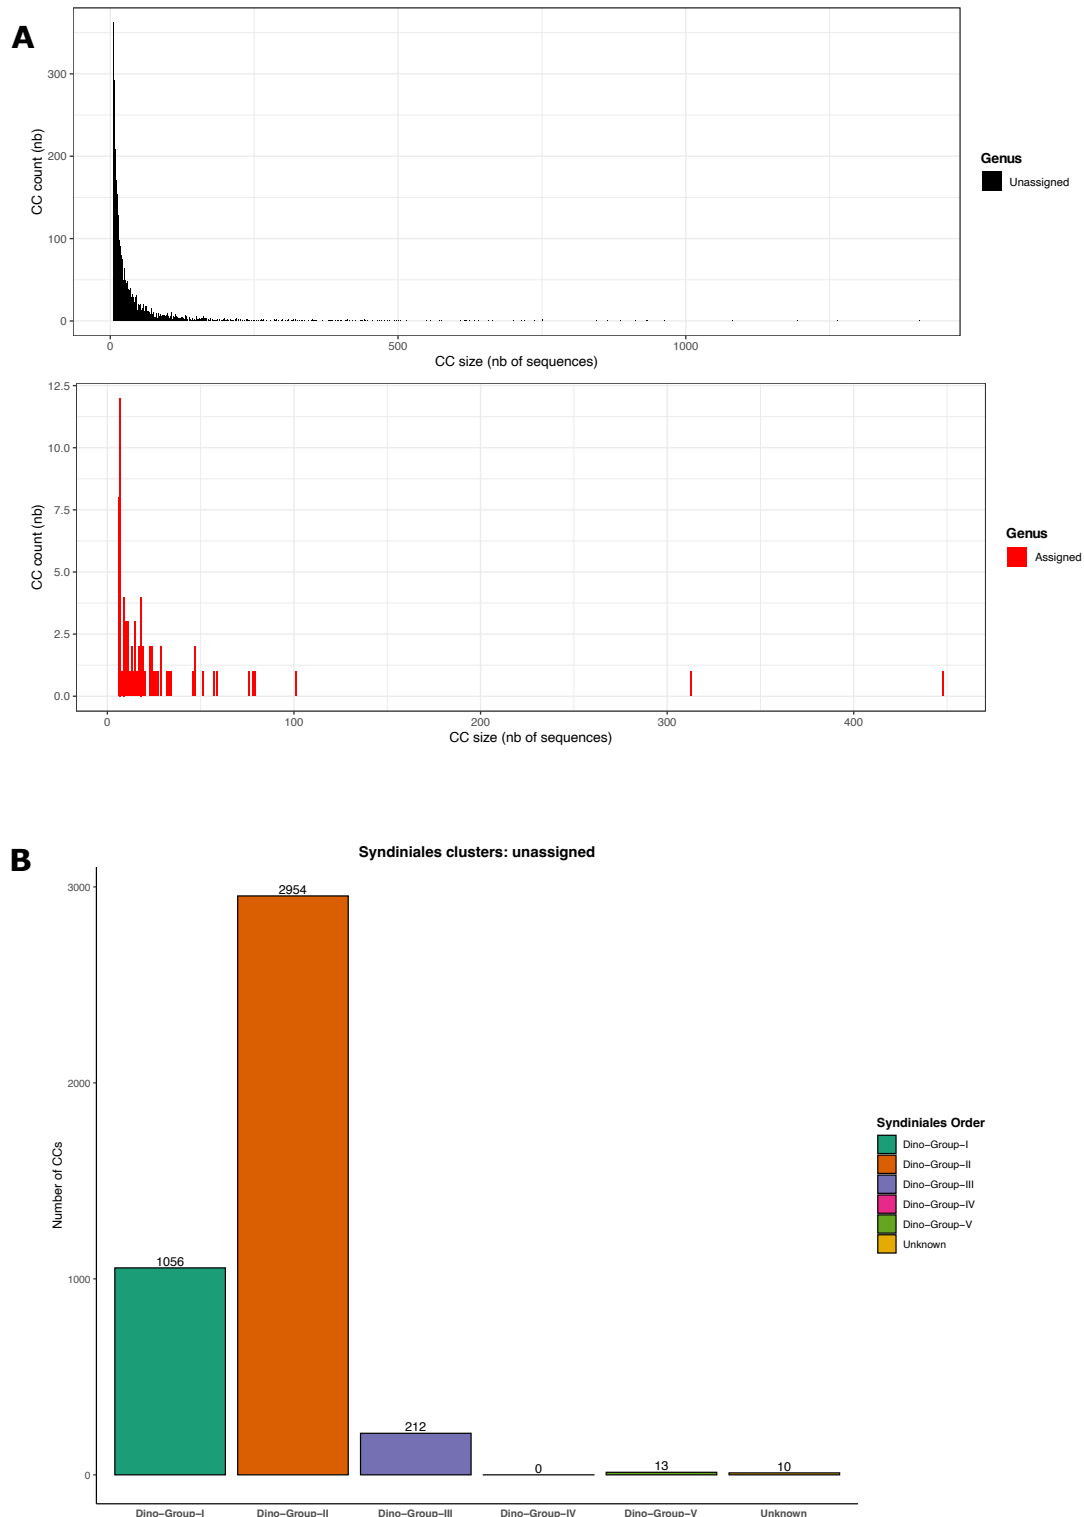 A
300
200
100
0
CC count (nb)
0 500 1000
CC size (nb of sequences)
Genus
Unassigned
12.5
10.0
7.5
5.0
2.5
0.0
CC count (nb)
0 100 200 300 400
CC size (nb of sequences)
Genus
Assigned
B
Syndiniales clusters: unassigned
3000
2000
1000
0
Number of CCs
1056
2954
212
0
13
10
Dino−Group−I Dino−Group−II Dino−Group−III Dino−Group−IV Dino−Group−V Unknown
Syndiniales Order
Dino−Group−I
Dino−Group−II
Dino−Group−III
Dino−Group−IV
Dino−Group−V
Unknown